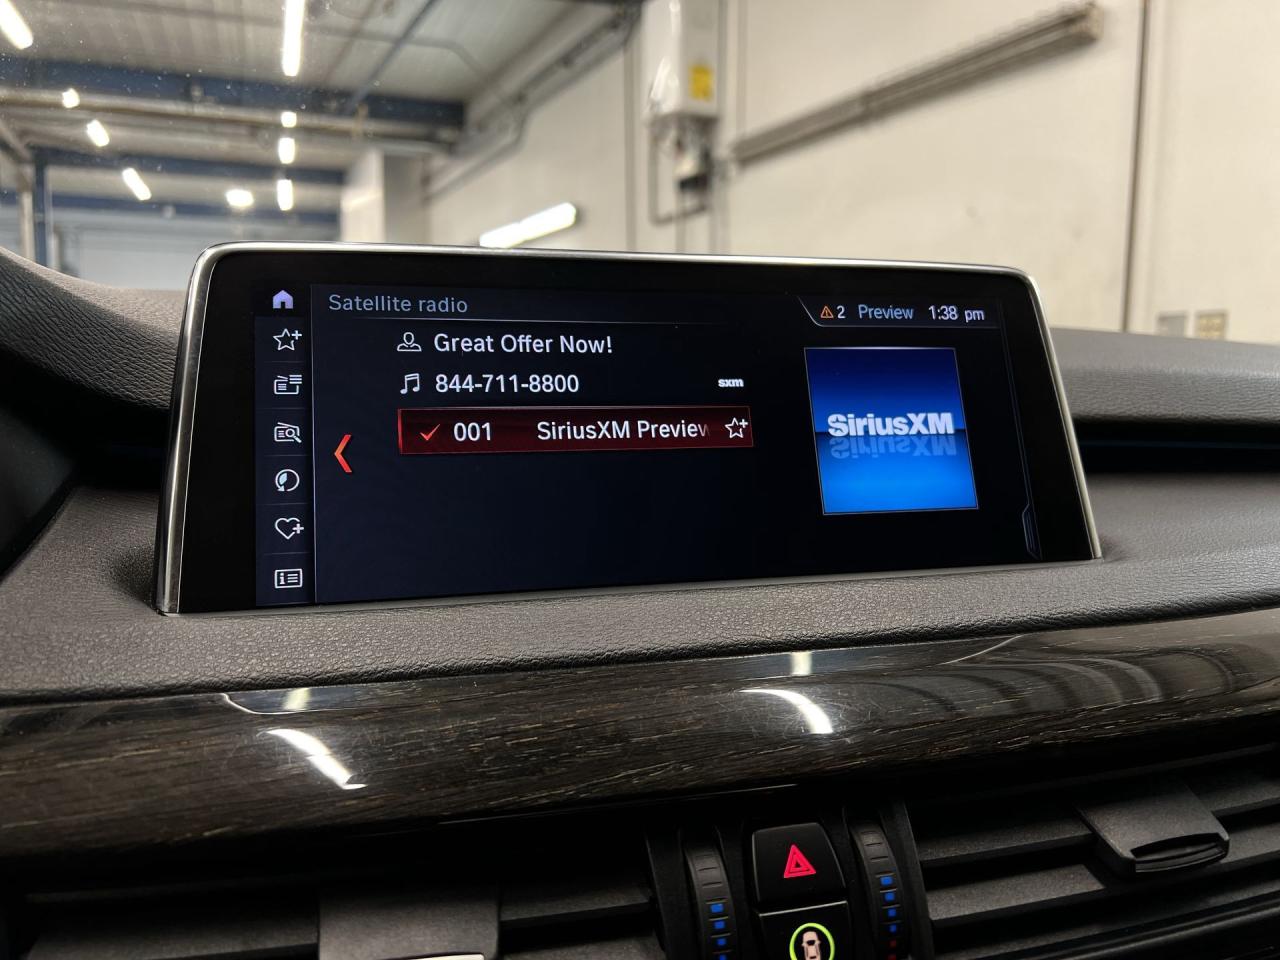 Satellite radio
2 Preview 1:38 pm
Great Offer Now!
844-711-8800
sxm
001 SiriusXM Preview
SiriusXM